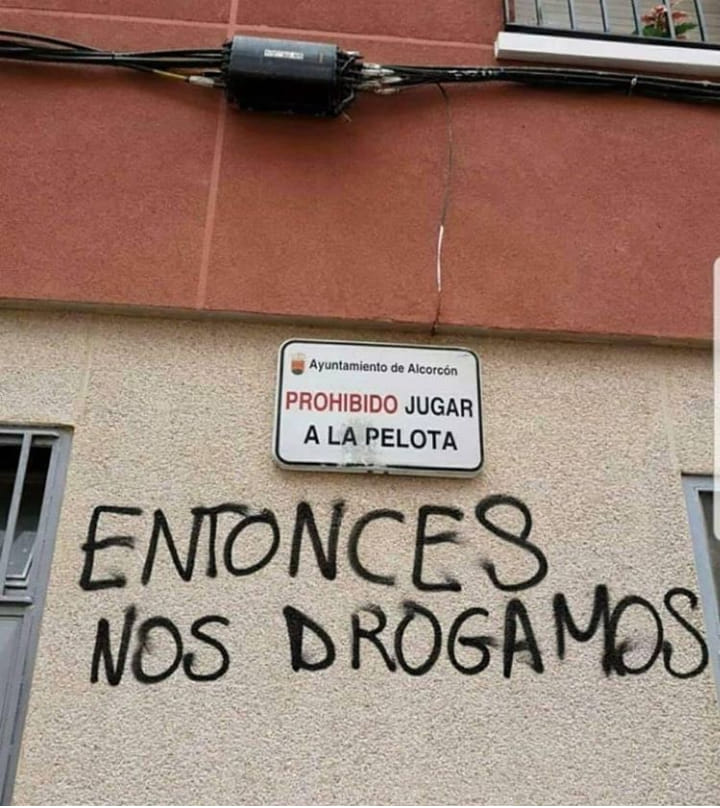 Ayuntamiento de Alcorcón
PROHIBIDO JUGAR
A LA PELOTA
ENTONCES
NOS DROGAMOS